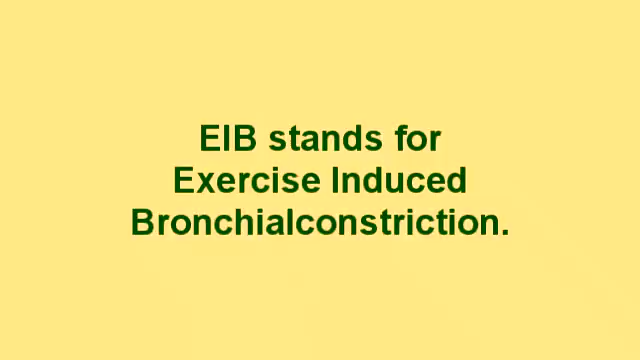 EIB stands for
Exercise Induced
Bronchialconstriction.